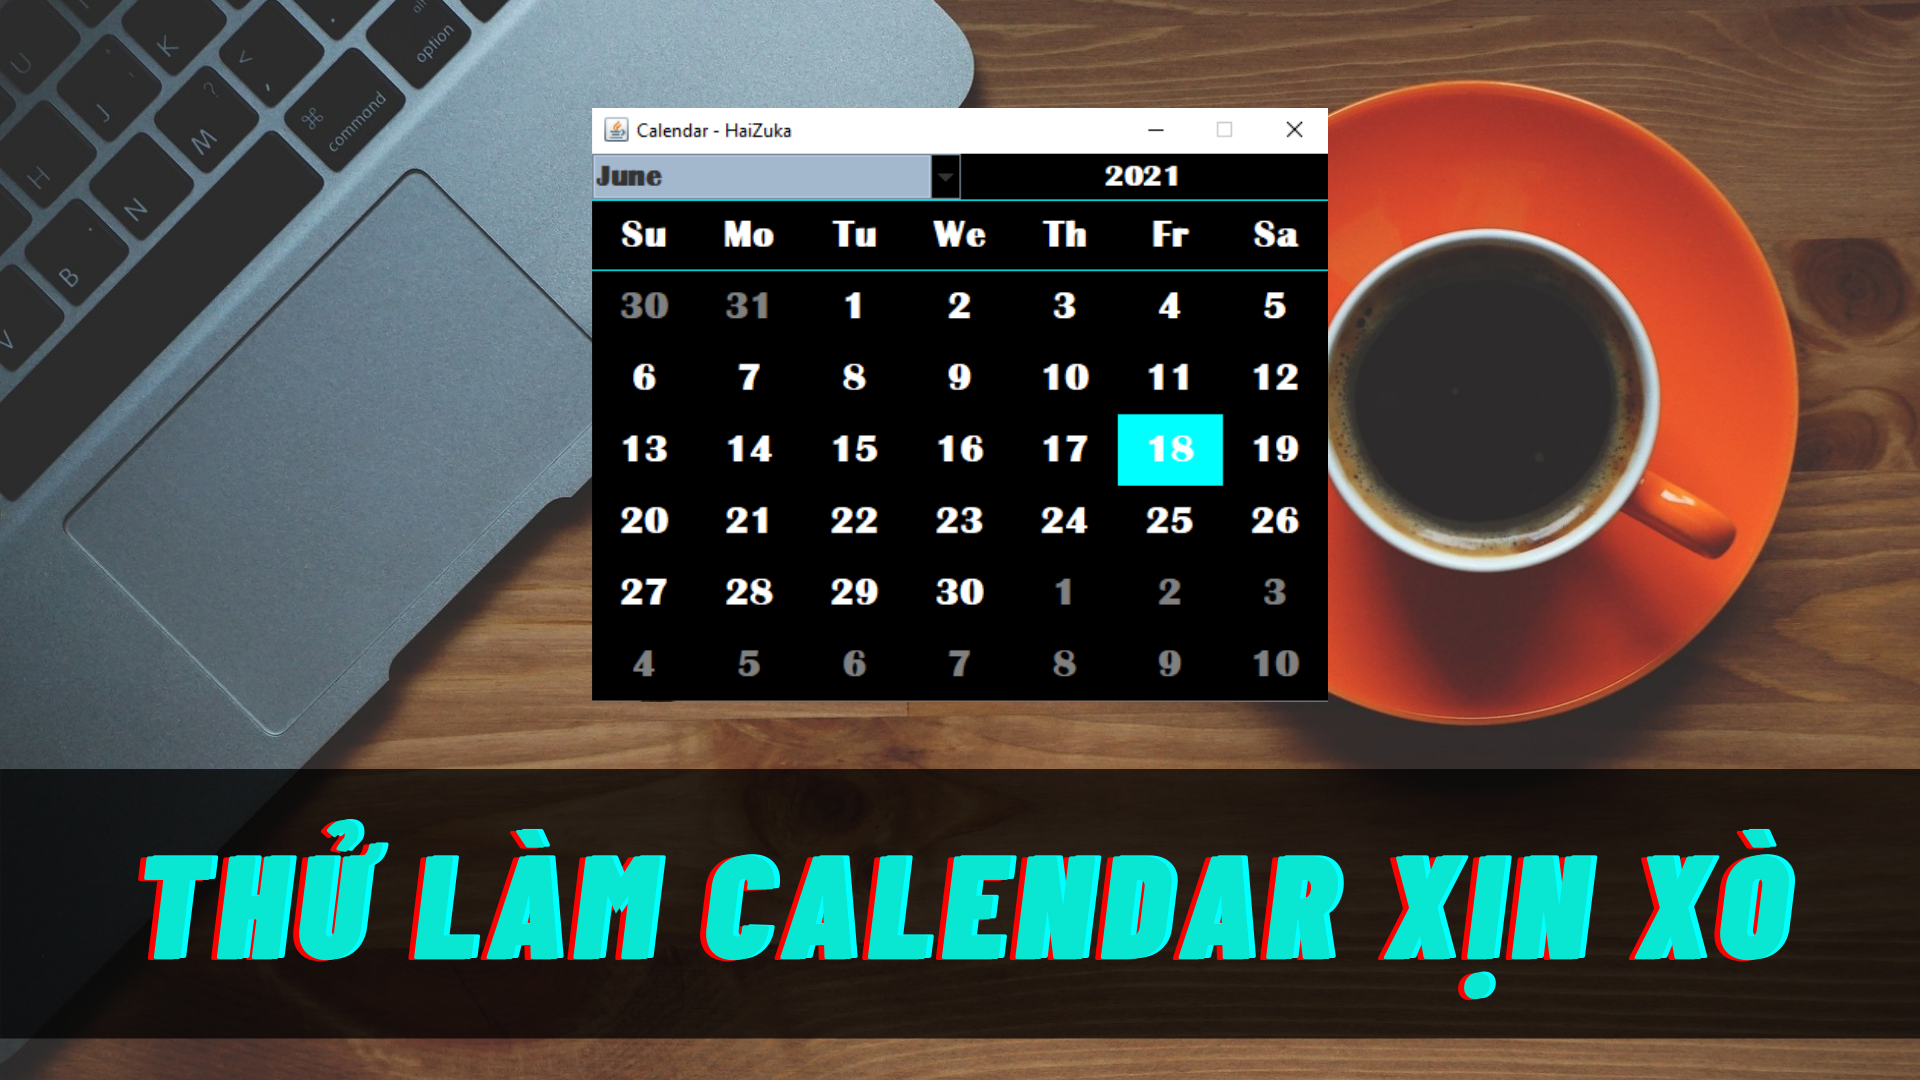 U K < , alt option
J ' ? ⌘ command
H M
N
B
V
Calendar - HaiZuka
June 2021
Su Mo Tu We Th Fr Sa
30 31 1 2 3 4 5
6 7 8 9 10 11 12
13 14 15 16 17 18 19
20 21 22 23 24 25 26
27 28 29 30 1 2 3
4 5 6 7 8 9 10
THỬ LÀM CALENDAR XỊN XÒ